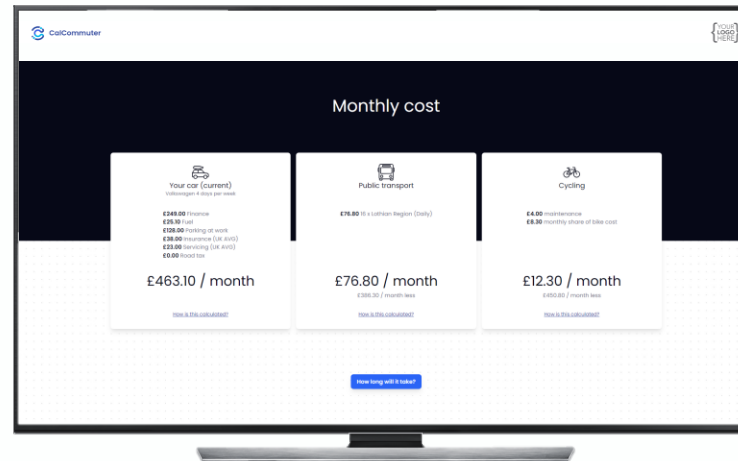 CalCommuter
{YOUR
LOGO
HERE}
Monthly cost
Your car (current)
Volkswagen 4 days per week
£249.00 Finance
£25.10 Fuel
£128.00 Parking at work
£38.00 Insurance (UK AVG)
£23.00 Servicing (UK AVG)
£0.00 Road tax
£463.10 / month
How is this calculated?
Public transport
£76.80 16 x Lothian Region (Daily)
£76.80 / month
£386.30 / month less
How is this calculated?
Cycling
£4.00 maintenance
£8.30 monthly share of bike cost
£12.30 / month
£450.80 / month less
How is this calculated?
How long will it take?